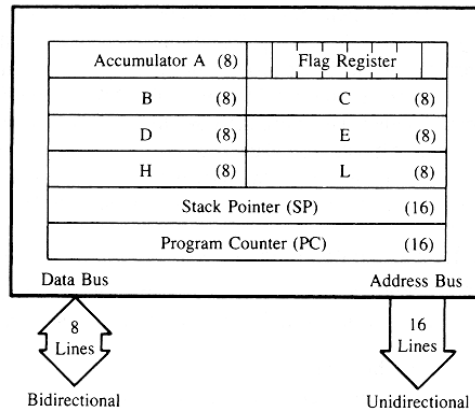 Accumulator A (8) Flag Register
B (8) C (8)
D (8) E (8)
H (8) L (8)
Stack Pointer (SP) (16)
Program Counter (PC) (16)
Data Bus Address Bus
8 16
Lines Lines
Bidirectional Unidirectional